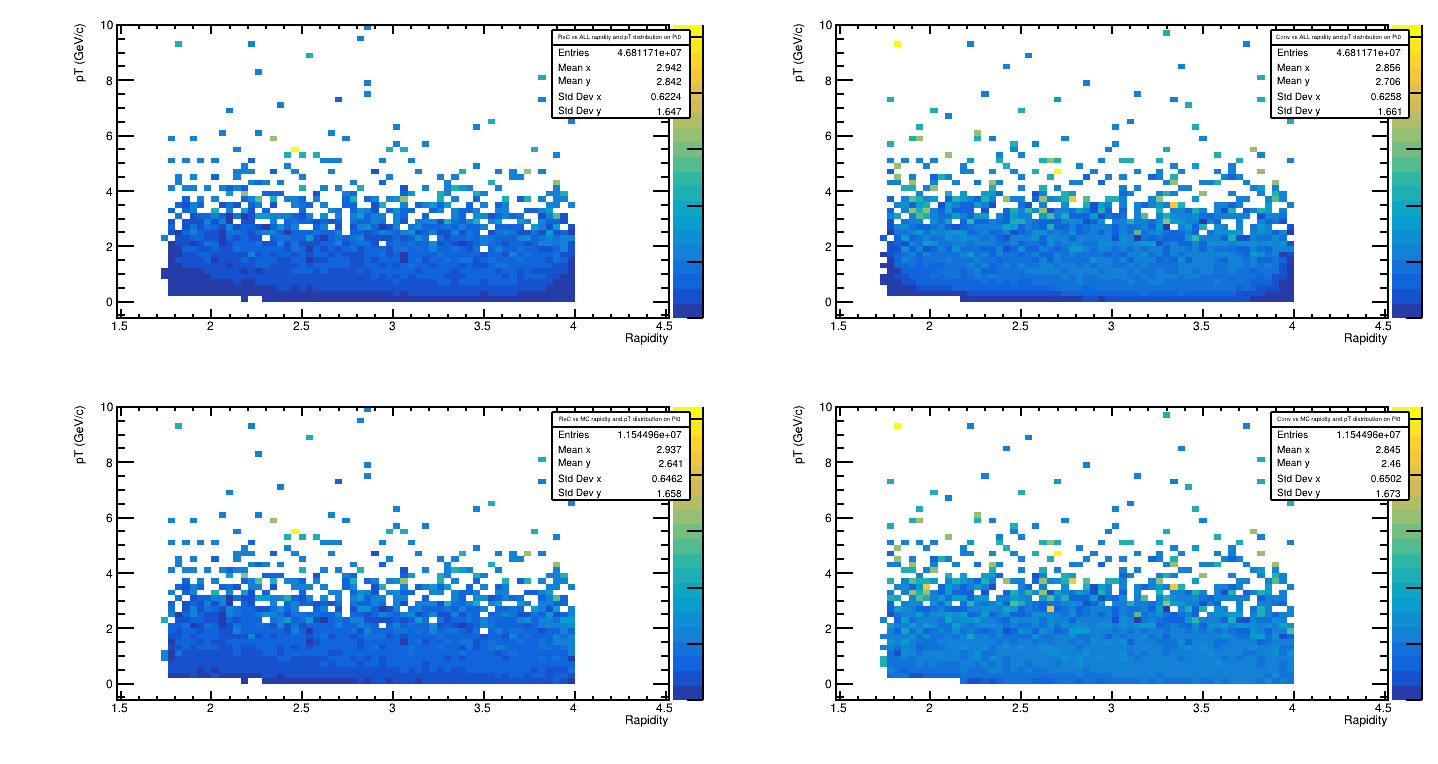 pT (GeV/c)
10
8
6
4
2
0
1.5 2 2.5 3 3.5 4 4.5
Rapidity
PieC vs ALL rapidity and pT distribution on Pi0
Entries 4.681171e+07
Mean x 2.942
Mean y 2.842
Std Dev x 0.6224
Std Dev y 1.647
pT (GeV/c)
10
8
6
4
2
0
1.5 2 2.5 3 3.5 4 4.5
Rapidity
Conv vs ALL rapidity and pT distribution on Pi0
Entries 4.681171e+07
Mean x 2.856
Mean y 2.706
Std Dev x 0.6258
Std Dev y 1.661
pT (GeV/c)
10
8
6
4
2
0
1.5 2 2.5 3 3.5 4 4.5
Rapidity
PieC vs MC rapidity and pT distribution on Pi0
Entries 1.154496e+07
Mean x 2.937
Mean y 2.641
Std Dev x 0.6462
Std Dev y 1.658
pT (GeV/c)
10
8
6
4
2
0
1.5 2 2.5 3 3.5 4 4.5
Rapidity
Conv vs MC rapidity and pT distribution on Pi0
Entries 1.154496e+07
Mean x 2.845
Mean y 2.46
Std Dev x 0.6502
Std Dev y 1.673